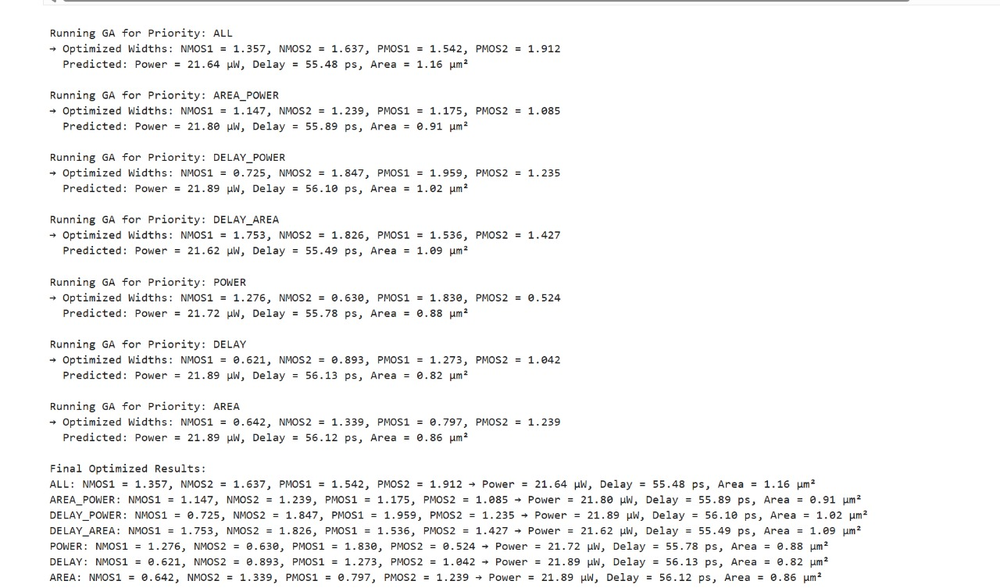 Running GA for Priority: ALL
→ Optimized Widths: NMOS1 = 1.357, NMOS2 = 1.637, PMOS1 = 1.542, PMOS2 = 1.912
Predicted: Power = 21.64 µW, Delay = 55.48 ps, Area = 1.16 µm²
Running GA for Priority: AREA_POWER
→ Optimized Widths: NMOS1 = 1.147, NMOS2 = 1.239, PMOS1 = 1.175, PMOS2 = 1.085
Predicted: Power = 21.80 µW, Delay = 55.89 ps, Area = 0.91 µm²
Running GA for Priority: DELAY_POWER
→ Optimized Widths: NMOS1 = 0.725, NMOS2 = 1.847, PMOS1 = 1.959, PMOS2 = 1.235
Predicted: Power = 21.89 µW, Delay = 56.10 ps, Area = 1.02 µm²
Running GA for Priority: DELAY_AREA
→ Optimized Widths: NMOS1 = 1.753, NMOS2 = 1.826, PMOS1 = 1.536, PMOS2 = 1.427
Predicted: Power = 21.62 µW, Delay = 55.49 ps, Area = 1.09 µm²
Running GA for Priority: POWER
→ Optimized Widths: NMOS1 = 1.276, NMOS2 = 0.630, PMOS1 = 1.830, PMOS2 = 0.524
Predicted: Power = 21.72 µW, Delay = 55.78 ps, Area = 0.88 µm²
Running GA for Priority: DELAY
→ Optimized Widths: NMOS1 = 0.621, NMOS2 = 0.893, PMOS1 = 1.273, PMOS2 = 1.042
Predicted: Power = 21.89 µW, Delay = 56.13 ps, Area = 0.82 µm²
Running GA for Priority: AREA
→ Optimized Widths: NMOS1 = 0.642, NMOS2 = 1.339, PMOS1 = 0.797, PMOS2 = 1.239
Predicted: Power = 21.89 µW, Delay = 56.12 ps, Area = 0.86 µm²
Final Optimized Results:
ALL: NMOS1 = 1.357, NMOS2 = 1.637, PMOS1 = 1.542, PMOS2 = 1.912 → Power = 21.64 µW, Delay = 55.48 ps, Area = 1.16 µm²
AREA_POWER: NMOS1 = 1.147, NMOS2 = 1.239, PMOS1 = 1.175, PMOS2 = 1.085 → Power = 21.80 µW, Delay = 55.89 ps, Area = 0.91 µm²
DELAY_POWER: NMOS1 = 0.725, NMOS2 = 1.847, PMOS1 = 1.959, PMOS2 = 1.235 → Power = 21.89 µW, Delay = 56.10 ps, Area = 1.02 µm²
DELAY_AREA: NMOS1 = 1.753, NMOS2 = 1.826, PMOS1 = 1.536, PMOS2 = 1.427 → Power = 21.62 µW, Delay = 55.49 ps, Area = 1.09 µm²
POWER: NMOS1 = 1.276, NMOS2 = 0.630, PMOS1 = 1.830, PMOS2 = 0.524 → Power = 21.72 µW, Delay = 55.78 ps, Area = 0.88 µm²
DELAY: NMOS1 = 0.621, NMOS2 = 0.893, PMOS1 = 1.273, PMOS2 = 1.042 → Power = 21.89 µW, Delay = 56.13 ps, Area = 0.82 µm²
AREA: NMOS1 = 0.642, NMOS2 = 1.339, PMOS1 = 0.797, PMOS2 = 1.239 → Power = 21.89 µW, Delay = 56.12 ps, Area = 0.86 µm²